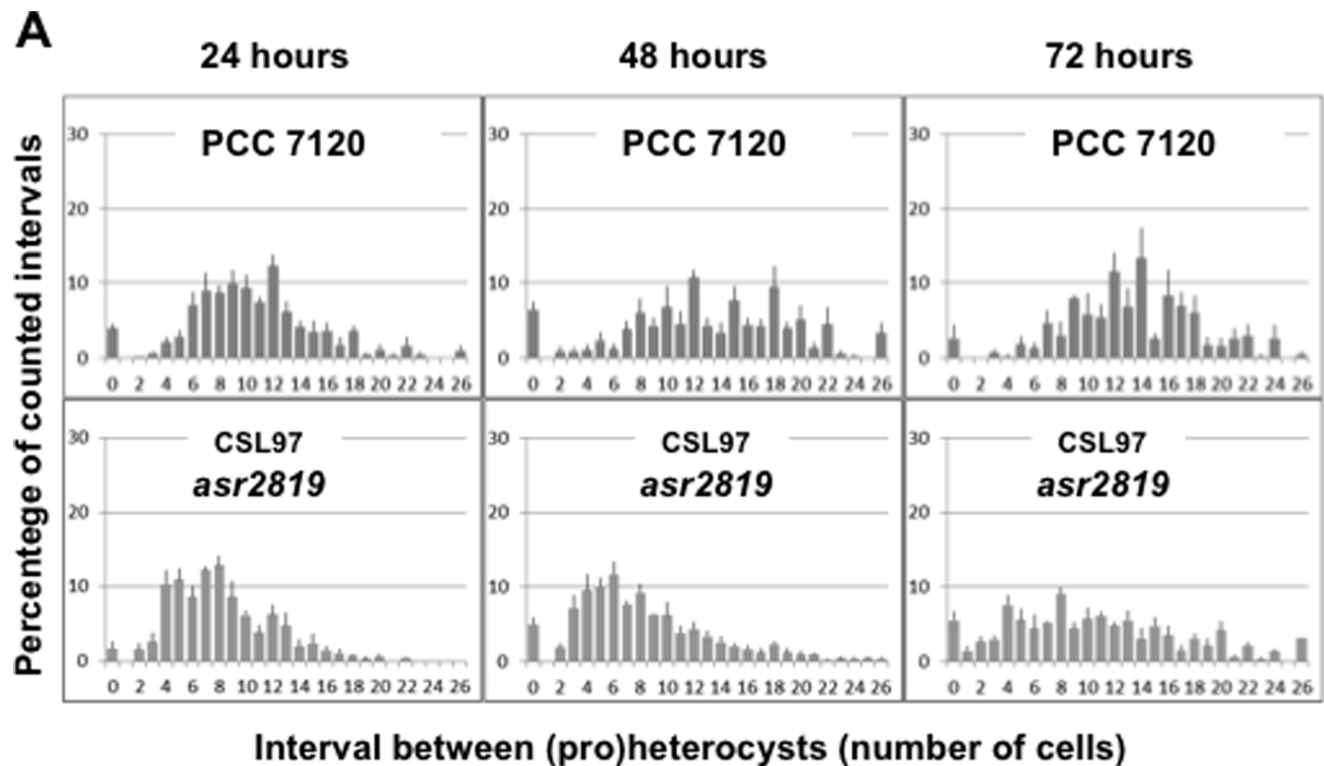 A
24 hours
48 hours
72 hours
Percentege of counted intervals
30
PCC 7120
20
10
0
0 2 4 6 8 10 12 14 16 18 20 22 24 26
30
PCC 7120
20
10
0
0 2 4 6 8 10 12 14 16 18 20 22 24 26
30
PCC 7120
20
10
0
0 2 4 6 8 10 12 14 16 18 20 22 24 26
30
CSL97
asr2819
20
10
0
0 2 4 6 8 10 12 14 16 18 20 22 24 26
30
CSL97
asr2819
20
10
0
0 2 4 6 8 10 12 14 16 18 20 22 24 26
30
CSL97
asr2819
20
10
0
0 2 4 6 8 10 12 14 16 18 20 22 24 26
Interval between (pro)heterocysts (number of cells)